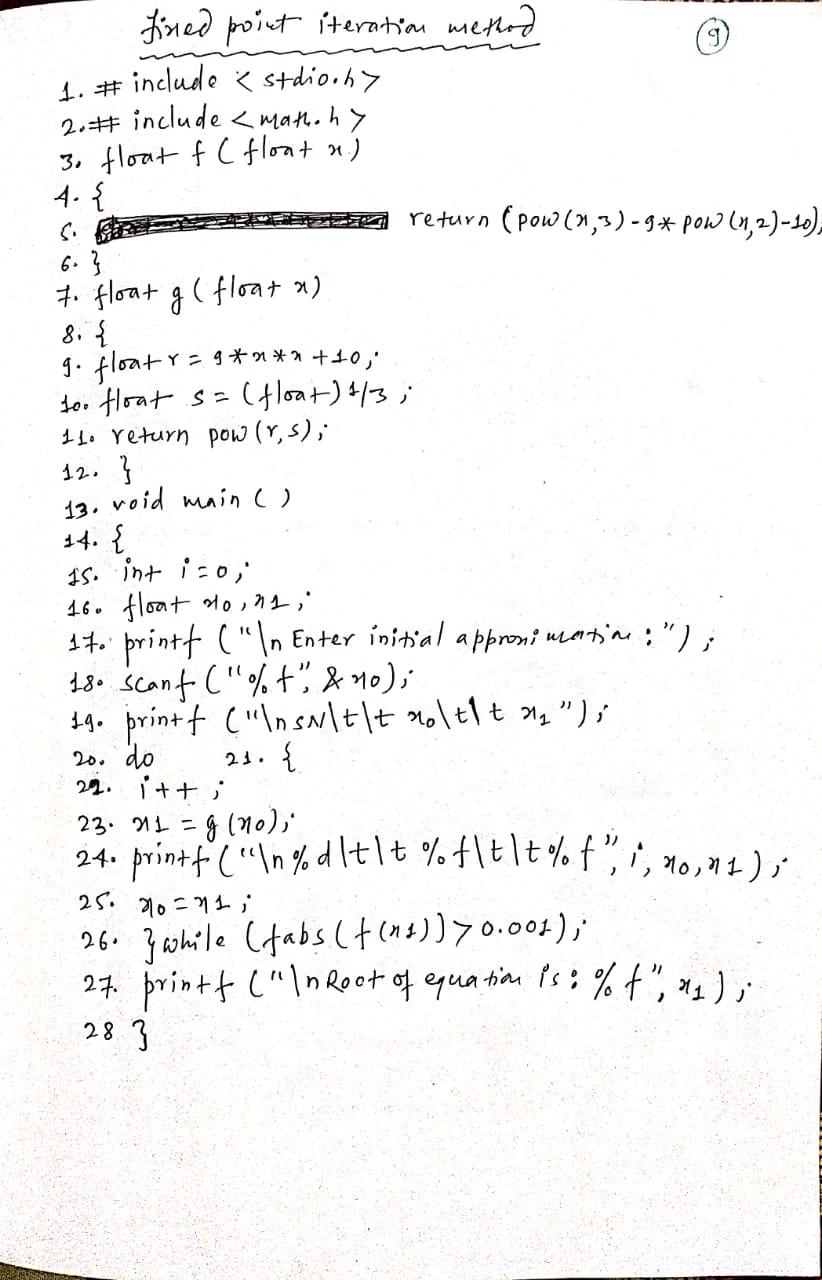 fixed point iteration method
9
1. # include < stdio.h >
2. # include < math.h >
3. float f ( float x )
4. {
5. return (pow(x,3)-9*pow(x,2)-10);
6. }
7. float g ( float x )
8. {
9. float r = 9*x*x+10;
10. float s = (float) 1/3 ;
11. return pow (r,s);
12. }
13. void main ( )
14. {
15. int i=0;
16. float x0, x1;
17. printf ("\n Enter initial approximation : ") ;
18. scanf ("%f", & x0);
19. printf ("\n SN\t\t x0\t\t x1 ");
20. do 21. {
22. i++ ;
23. x1 = g (x0);
24. printf ("\n %d \t\t %f\t\t %f", i, x0, x1 ) ;
25. x0 = x1 ;
26. } while (fabs (f(x1)) > 0.001);
27. printf ("\n Root of equation is : %f", x1 ) ;
28 }